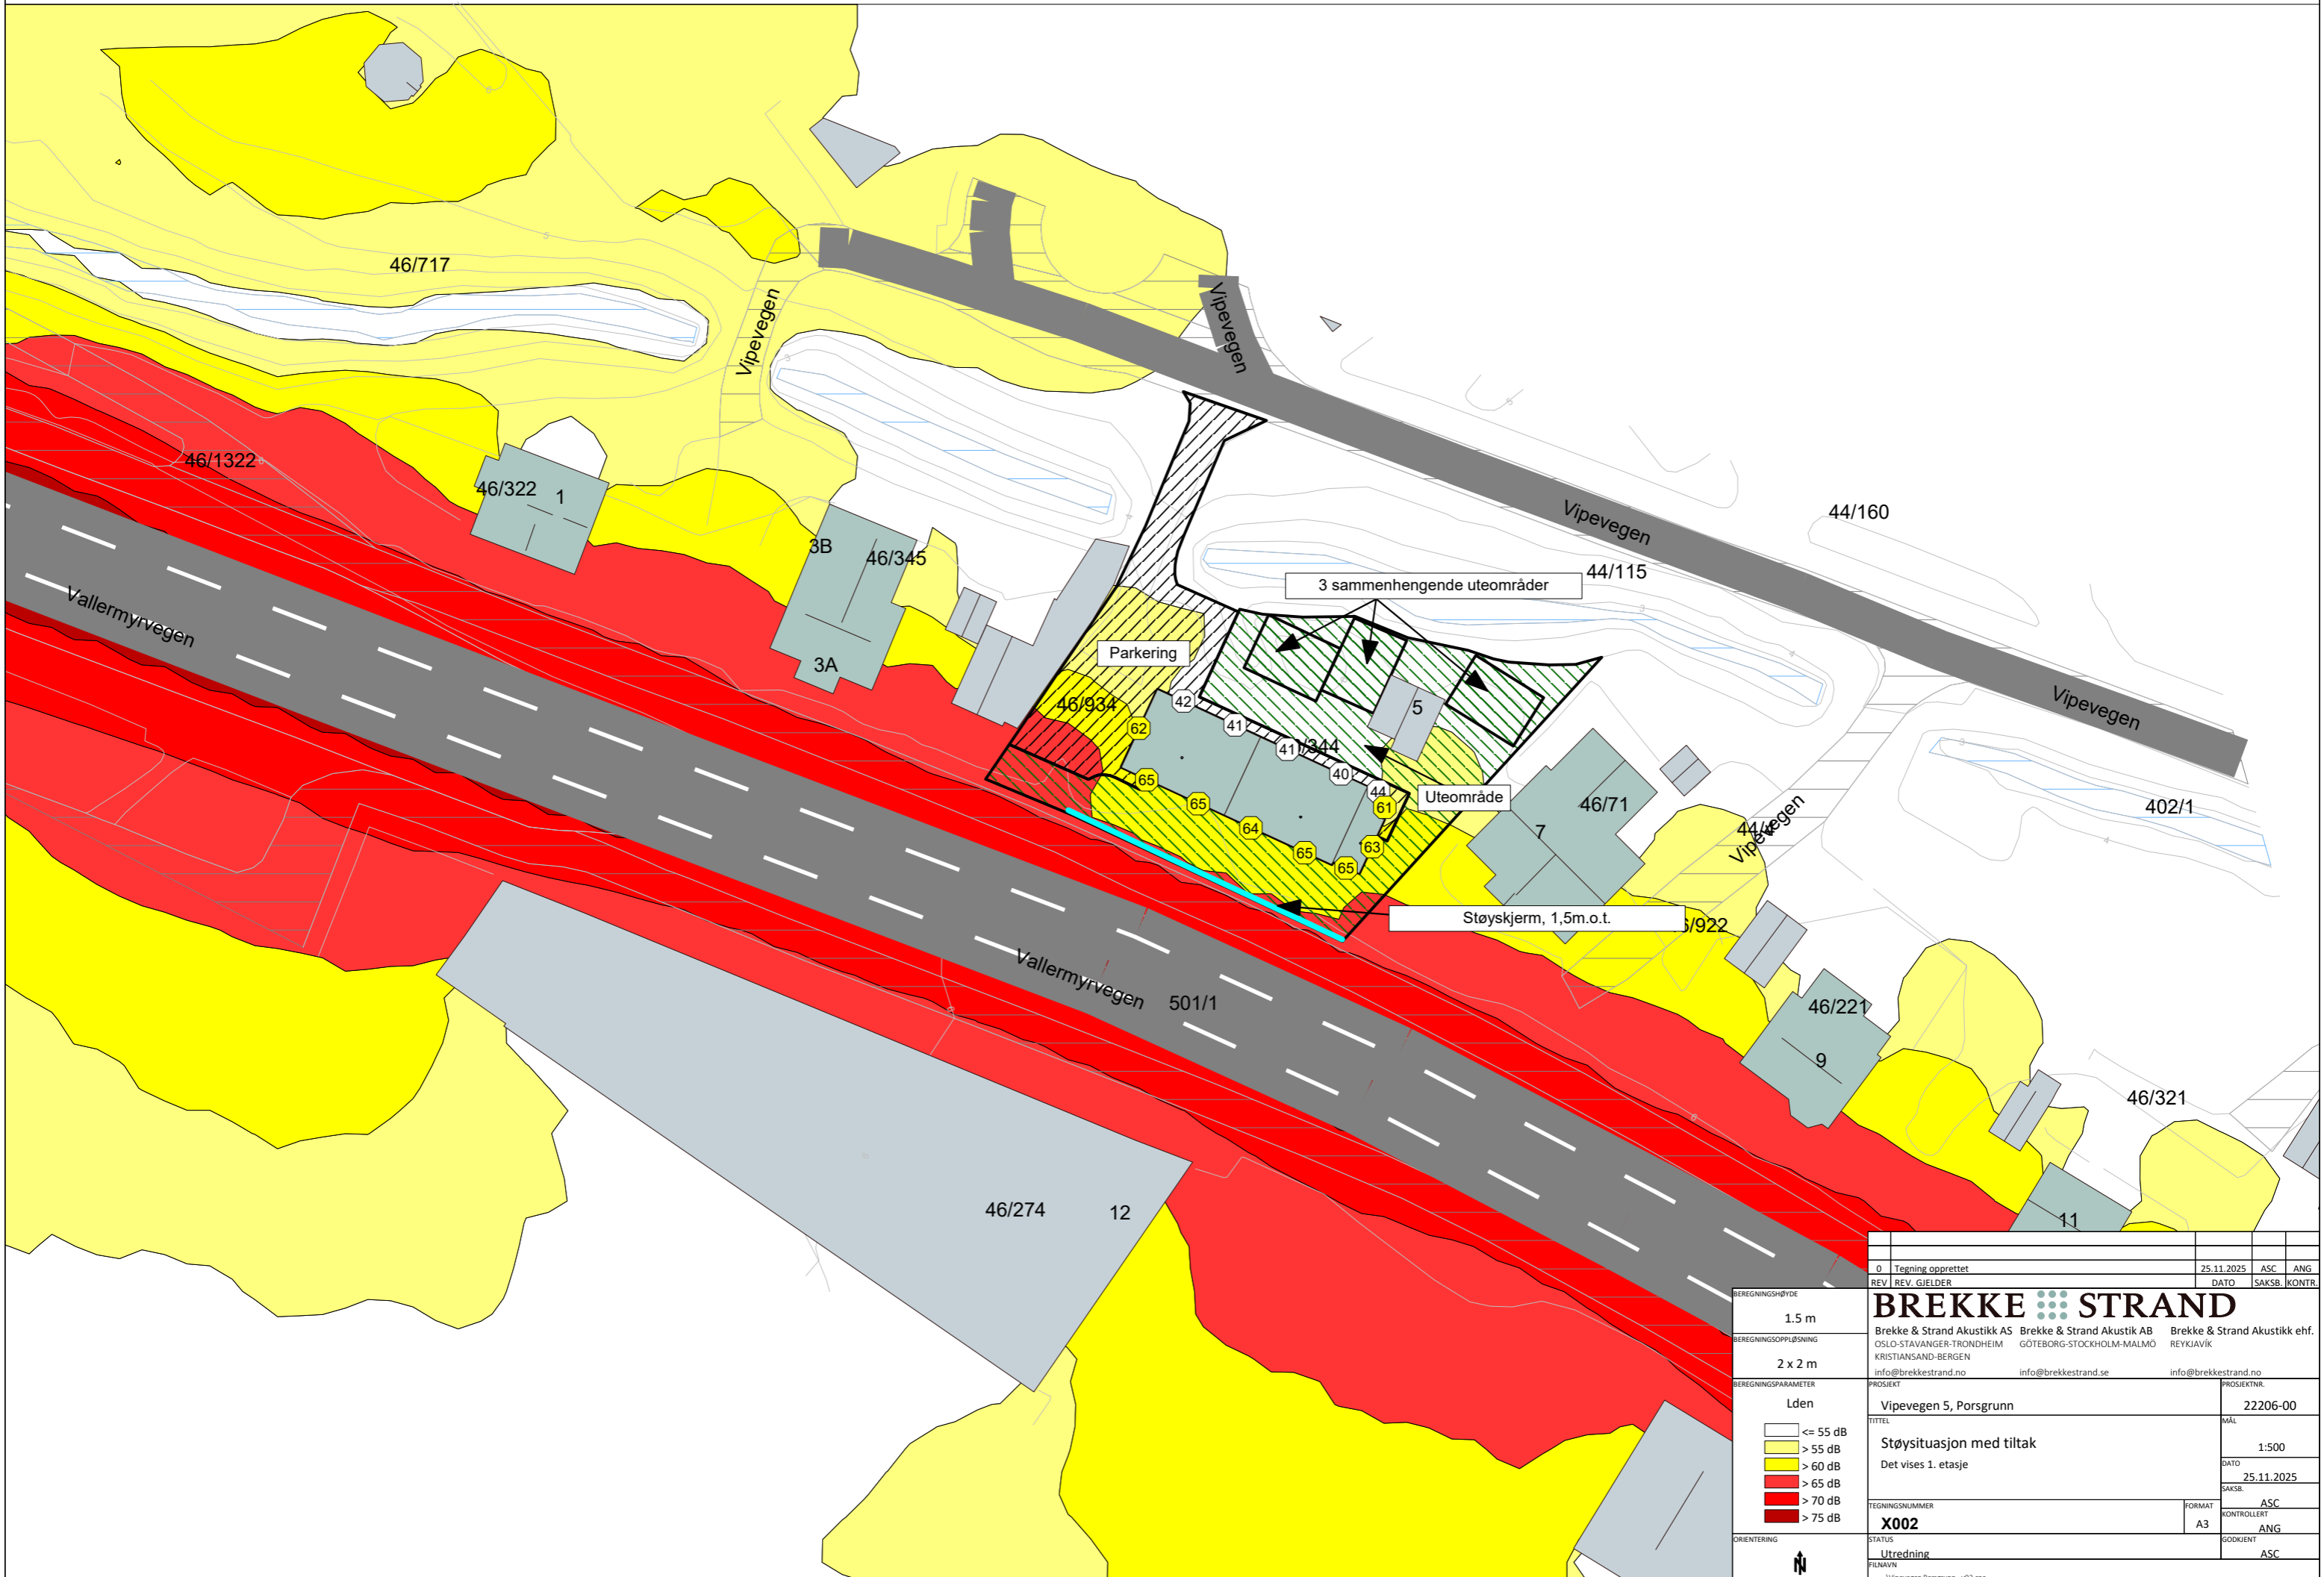 46/717
Vipevegen
Vipevegen
46/1322
46/322
1
3B
46/345
3A
Vallermyrvegen
3 sammenhengende uteområder
44/115
Vipevegen
44/160
Parkering
46/934
42
41
41
/344
40
44
62
65
65
64
65
65
63
61
5
Uteområde
Vipevegen
46/71
7
44/4
Vipevegen
402/1
Støyskjerm, 1,5m.o.t.
6/922
Vallermyrvegen
501/1
46/221
9
46/321
46/274
12
11
0 Tegning opprettet 25.11.2025 ASC ANG
REV REV. GJELDER DATO SAKSB. KONTR.
BEREGNINGSHØYDE
1.5 m
BEREGNINGSOPPLØSNING
2 x 2 m
BEREGNINGSPARAMETER
Lden
<= 55 dB
> 55 dB
> 60 dB
> 65 dB
> 70 dB
> 75 dB
ORIENTERING
N
BREKKE STRAND
Brekke & Strand Akustikk AS Brekke & Strand Akustik AB Brekke & Strand Akustikk ehf.
OSLO-STAVANGER-TRONDHEIM GÖTEBORG-STOCKHOLM-MALMÖ REYKJAVÍK
KRISTIANSAND-BERGEN
info@brekkestrand.no info@brekkestrand.se info@brekkestrand.no
PROSJEKT
Vipevegen 5, Porsgrunn
PROSJEKTNR.
22206-00
TITTEL
Støysituasjon med tiltak
Det vises 1. etasje
MÅL
1:500
DATO
25.11.2025
SAKSB.
ASC
TEGNINGSNUMMER
X002
FORMAT
A3
KONTROLLERT
ANG
STATUS
Utredning
GODKJENT
ASC
FILNAVN